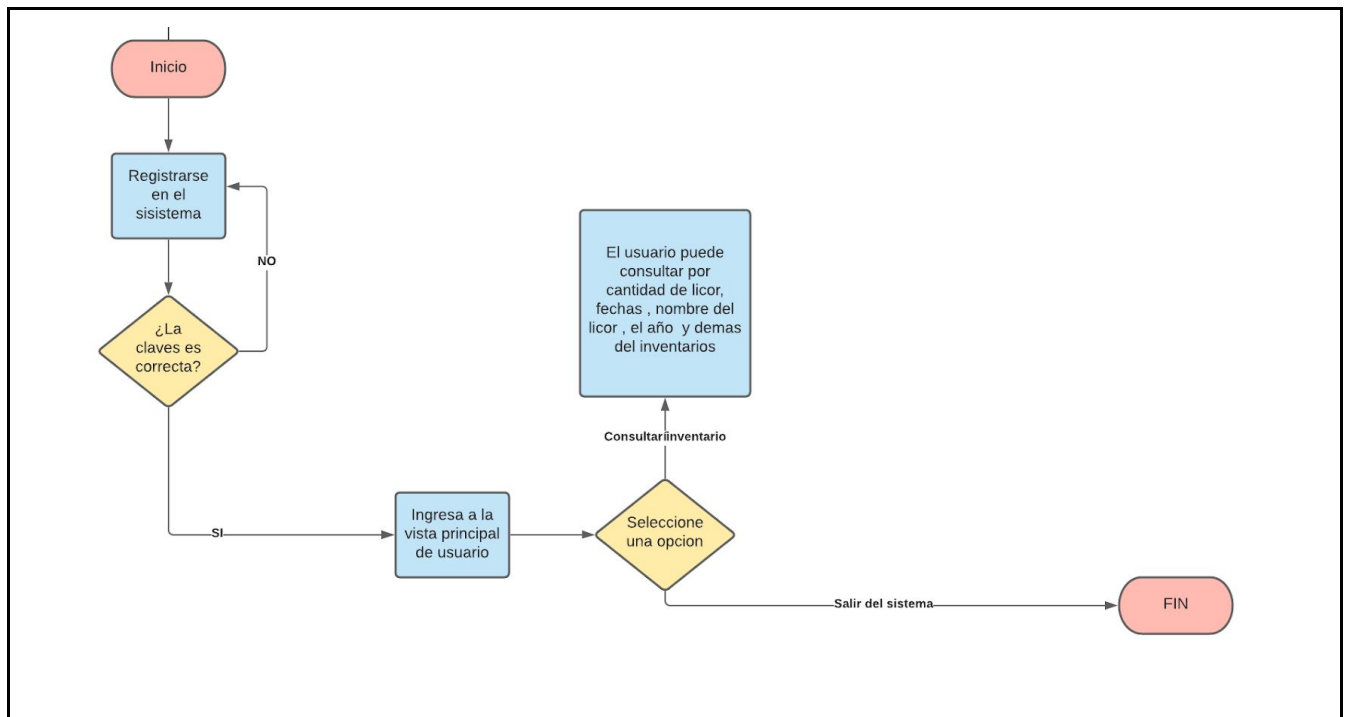 Inicio
Registrarse
en el
sisistema
NO
¿La
claves es
correcta?
El usuario puede
consultar por
cantidad de licor,
fechas , nombre del
licor , el año y demas
del inventarios
Consultar inventario
SI
Ingresa a la
vista principal
de usuario
Seleccione
una opcion
Salir del sistema
FIN